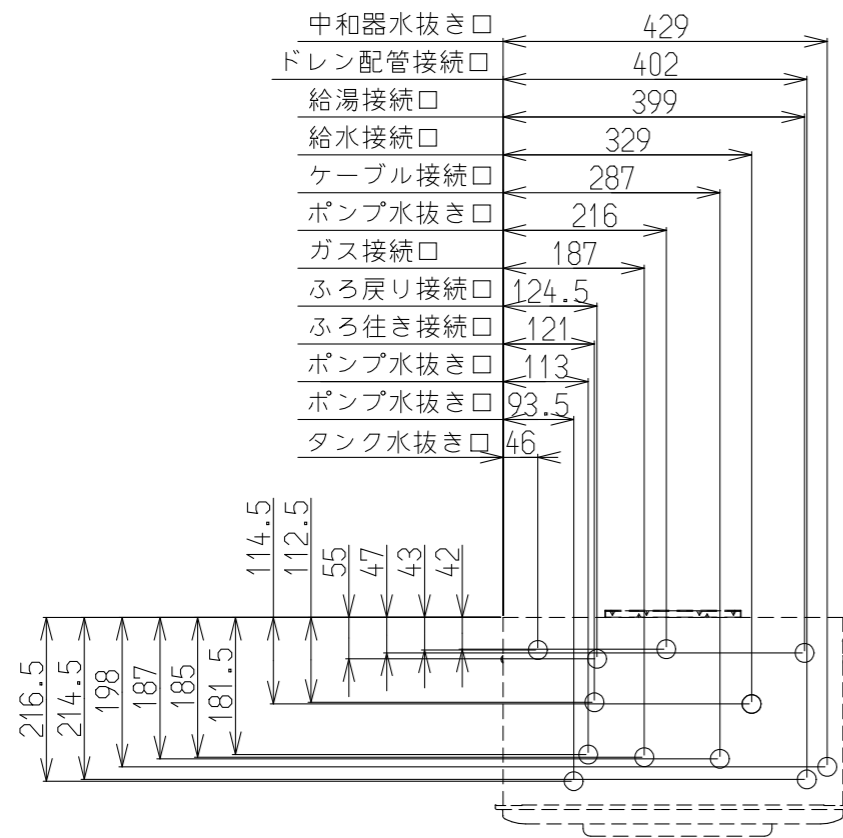 中和器水抜き口 429
ドレン配管接続口 402
給湯接続口 399
給水接続口 329
ケーブル接続口 287
ポンプ水抜き口 216
ガス接続口 187
ふろ戻り接続口 124.5
ふろ往き接続口 121
ポンプ水抜き口 113
ポンプ水抜き口 93.5
タンク水抜き口 46
114.5
112.5
55
47
43
42
216.5
214.5
198
187
185
181.5